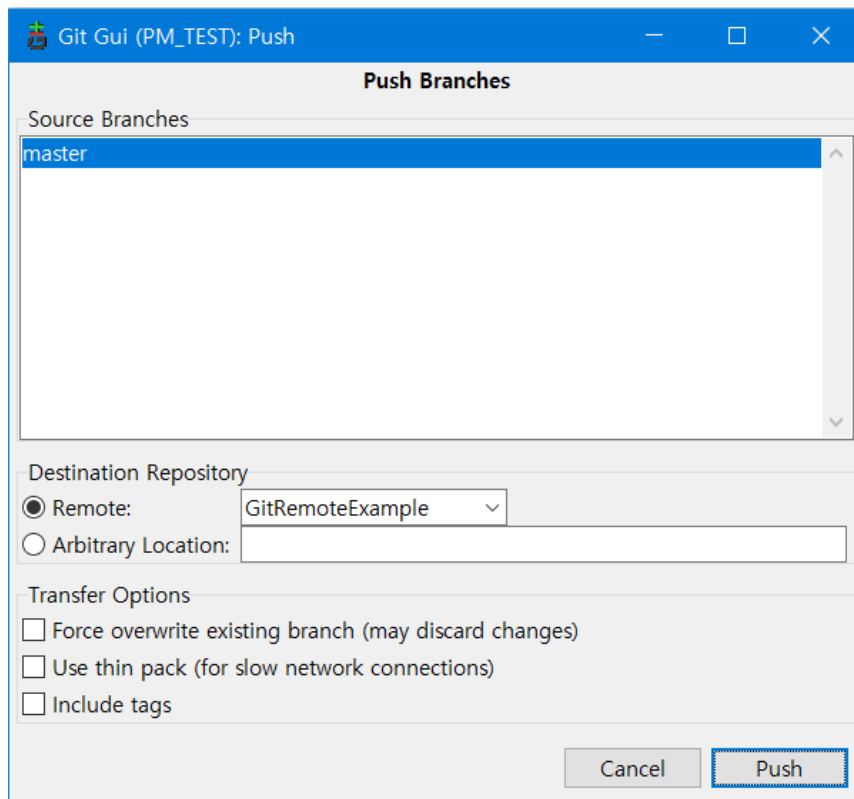 Git Gui (PM_TEST): Push
Push Branches
Source Branches
master
Destination Repository
Remote: GitRemoteExample
Arbitrary Location:
Transfer Options
Force overwrite existing branch (may discard changes)
Use thin pack (for slow network connections)
Include tags
Cancel Push